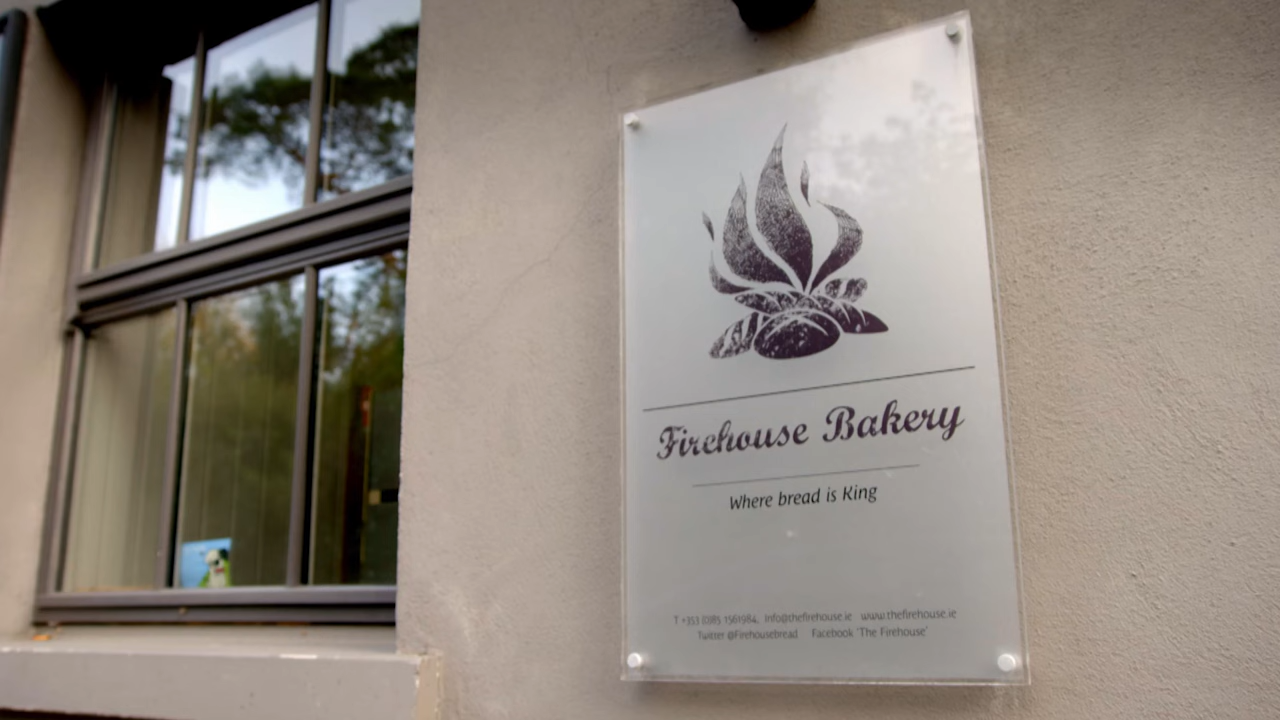 Firehouse Bakery
Where bread is King
T +353 (0)85 1561984, Info@thefirehouse.ie www.thefirehouse.ie
Twitter @Firehousebread Facebook 'The Firehouse'